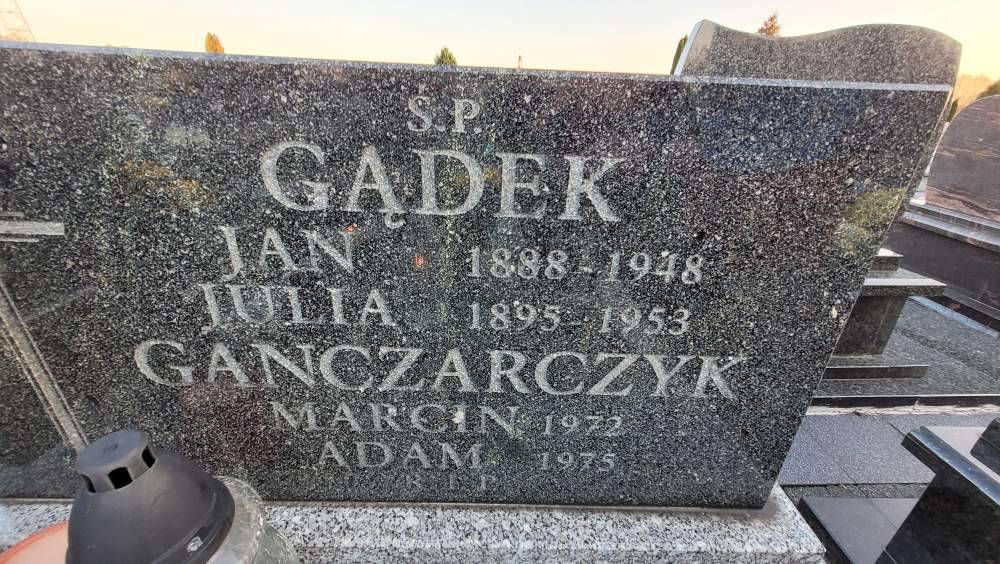 Ś.P.
GĄDEK
JAN 1888-1948
JULIA 1895-1953
GANCZARCZYK
MARCIN 1972
ADAM 1975
R.I.P